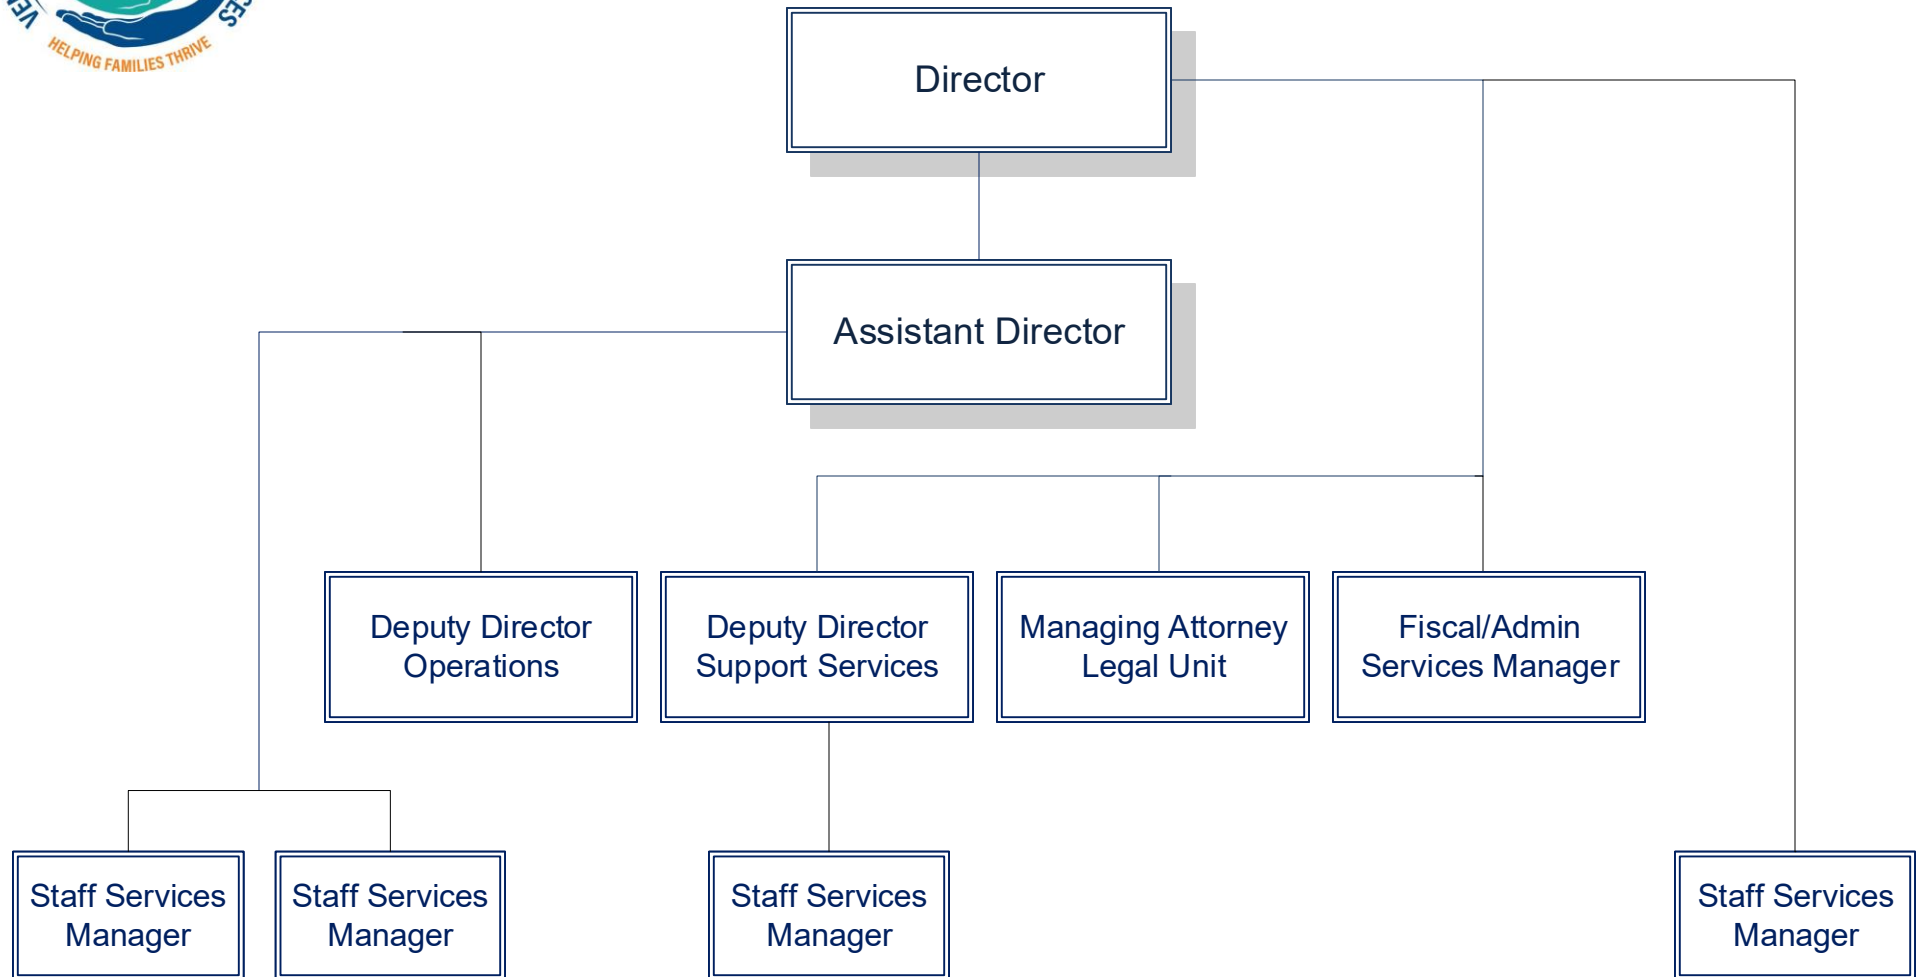 HELPING FAMILIES THRIVE
Director
Assistant Director
Deputy Director
Operations
Deputy Director
Support Services
Managing Attorney
Legal Unit
Fiscal/Admin
Services Manager
Staff Services
Manager
Staff Services
Manager
Staff Services
Manager
Staff Services
Manager